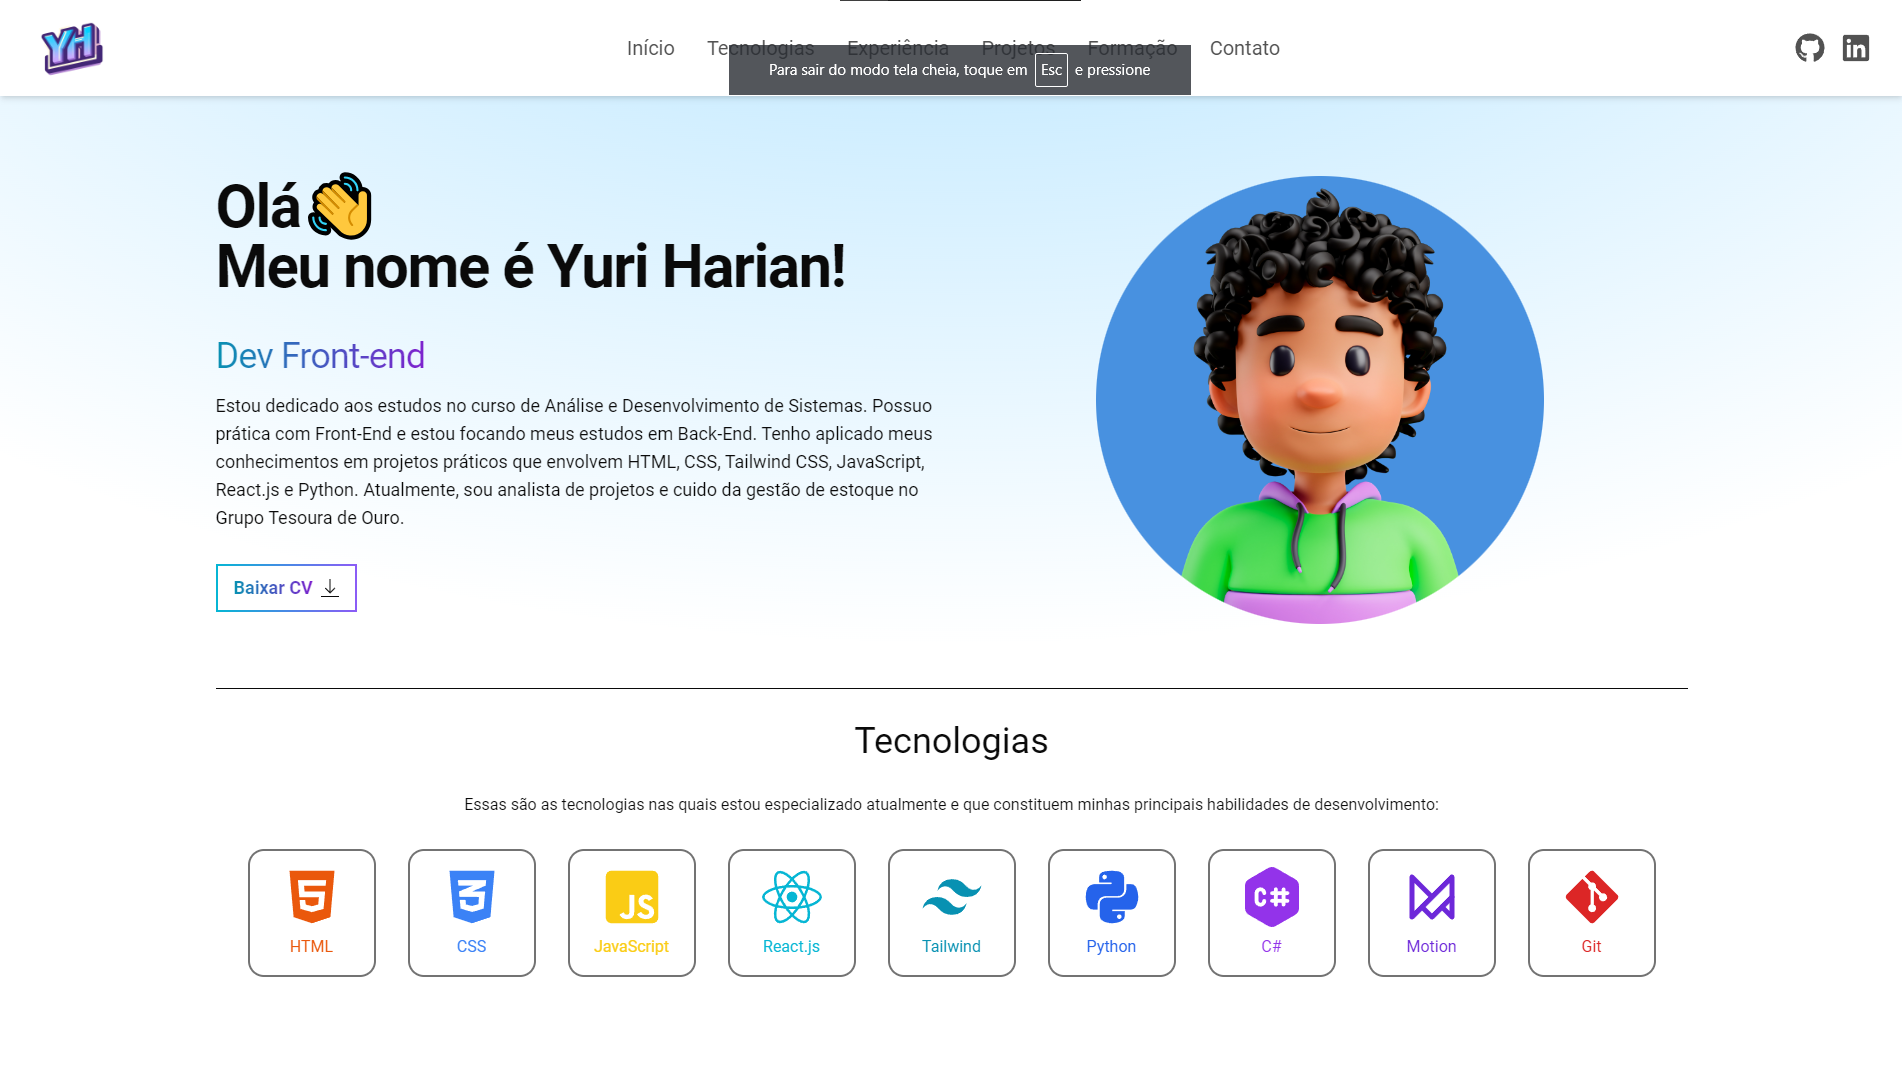 YH
Início Tecnologias Experiência Projetos Formação Contato
Para sair do modo tela cheia, toque em Esc e pressione
in
Olá
Meu nome é Yuri Harian!
Dev Front-end
Estou dedicado aos estudos no curso de Análise e Desenvolvimento de Sistemas. Possuo
prática com Front-End e estou focando meus estudos em Back-End. Tenho aplicado meus
conhecimentos em projetos práticos que envolvem HTML, CSS, Tailwind CSS, JavaScript,
React.js e Python. Atualmente, sou analista de projetos e cuido da gestão de estoque no
Grupo Tesoura de Ouro.
Baixar CV
Tecnologias
Essas são as tecnologias nas quais estou especializado atualmente e que constituem minhas principais habilidades de desenvolvimento:
5 3 JS C#
HTML CSS JavaScript React.js Tailwind Python C# Motion Git